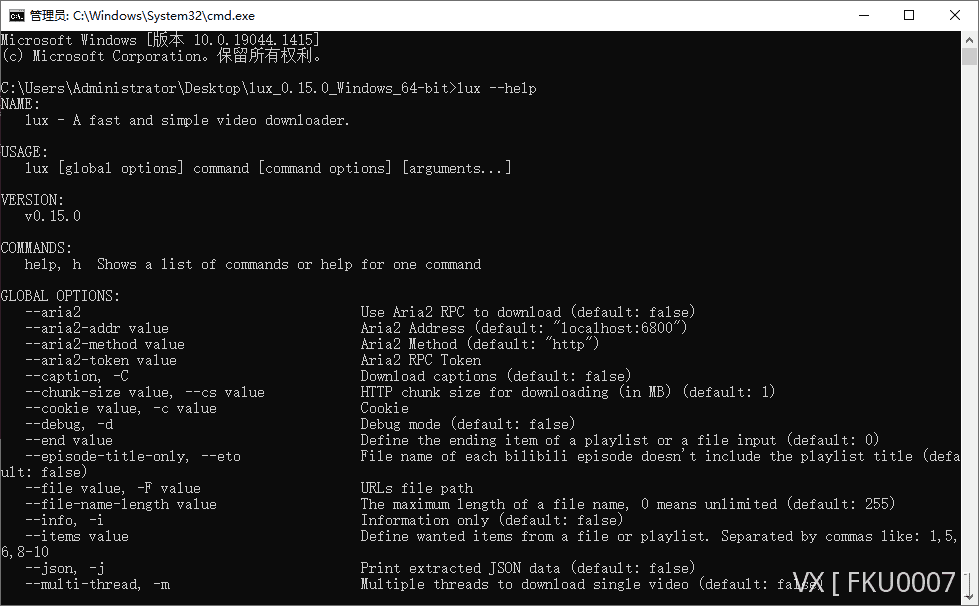 管理员: C:\Windows\System32\cmd.exe
Microsoft Windows [版本 10.0.19044.1415]
(c) Microsoft Corporation。保留所有权利。
C:\Users\Administrator\Desktop\lux_0.15.0_Windows_64-bit>lux --help
NAME:
lux - A fast and simple video downloader.
USAGE:
lux [global options] command [command options] [arguments...]
VERSION:
v0.15.0
COMMANDS:
help, h  Shows a list of commands or help for one command
GLOBAL OPTIONS:
--aria2 Use Aria2 RPC to download (default: false)
--aria2-addr value Aria2 Address (default: "localhost:6800")
--aria2-method value Aria2 Method (default: "http")
--aria2-token value Aria2 RPC Token
--caption, -C Download captions (default: false)
--chunk-size value, --cs value HTTP chunk size for downloading (in MB) (default: 1)
--cookie value, -c value Cookie
--debug, -d Debug mode (default: false)
--end value Define the ending item of a playlist or a file input (default: 0)
--episode-title-only, --eto File name of each bilibili episode doesn't include the playlist title (defa
ult: false)
--file value, -F value URLs file path
--file-name-length value The maximum length of a file name, 0 means unlimited (default: 255)
--info, -i Information only (default: false)
--items value Define wanted items from a file or playlist. Separated by commas like: 1,5,
6,8-10
--json, -j Print extracted JSON data (default: false)
--multi-thread, -m Multiple threads to download single video (default: false)
VX [ FKU0007 ]